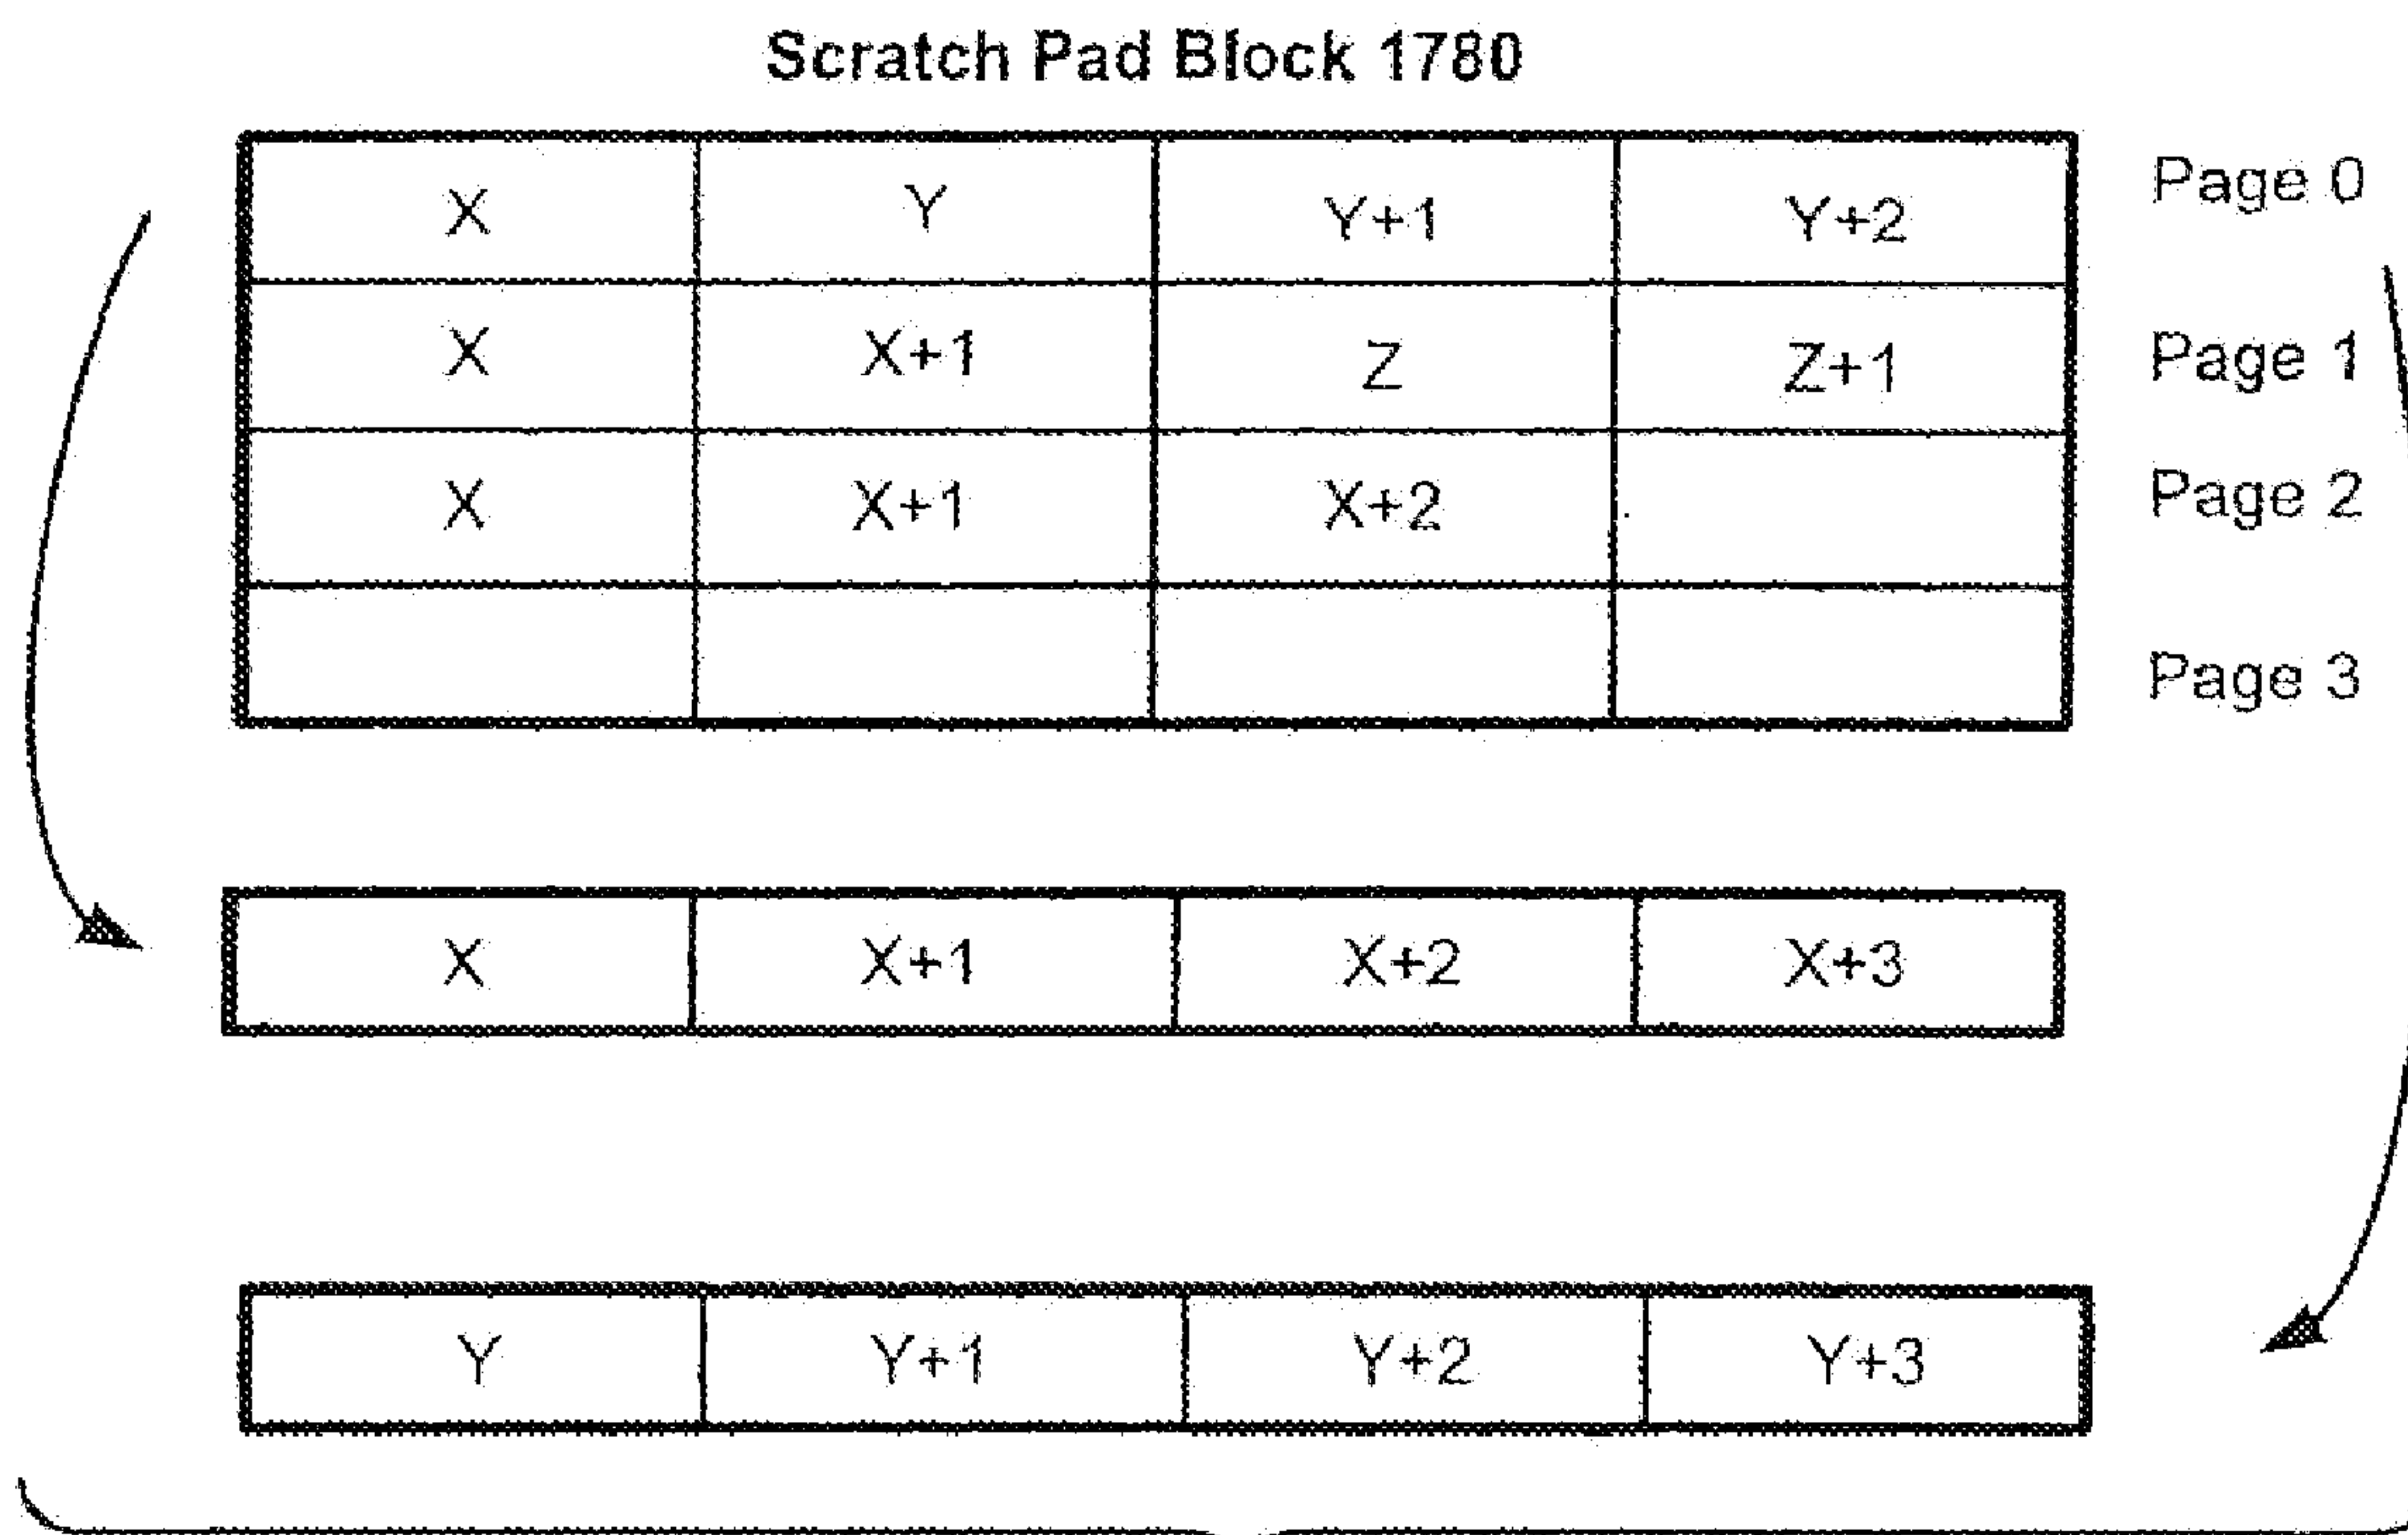 Scratch Pad Block 1780
X Y Y+1 Y+2 Page 0
X X+1 Z Z+1 Page 1
X X+1 X+2 Page 2
Page 3
X X+1 X+2 X+3
Y Y+1 Y+2 Y+3